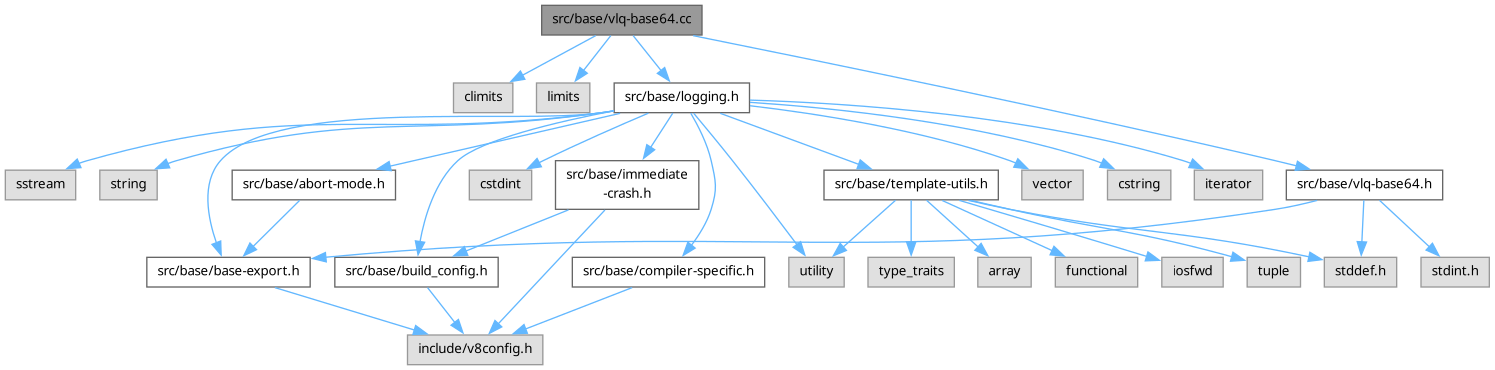 src/base/vlq-base64.cc
climits
limits
src/base/logging.h
sstream
string
src/base/abort-mode.h
cstdint
src/base/immediate
-crash.h
src/base/template-utils.h
vector
cstring
iterator
src/base/vlq-base64.h
src/base/base-export.h
src/base/build_config.h
src/base/compiler-specific.h
utility
type_traits
array
functional
iosfwd
tuple
stddef.h
stdint.h
include/v8config.h